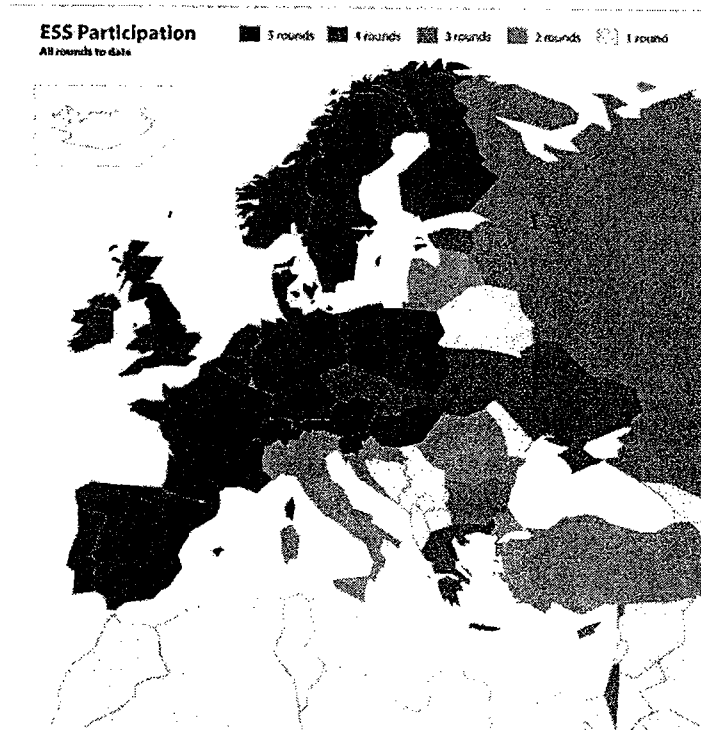 ESS Participation
All rounds to date
5 rounds
4 rounds
3 rounds
2 rounds
1 round